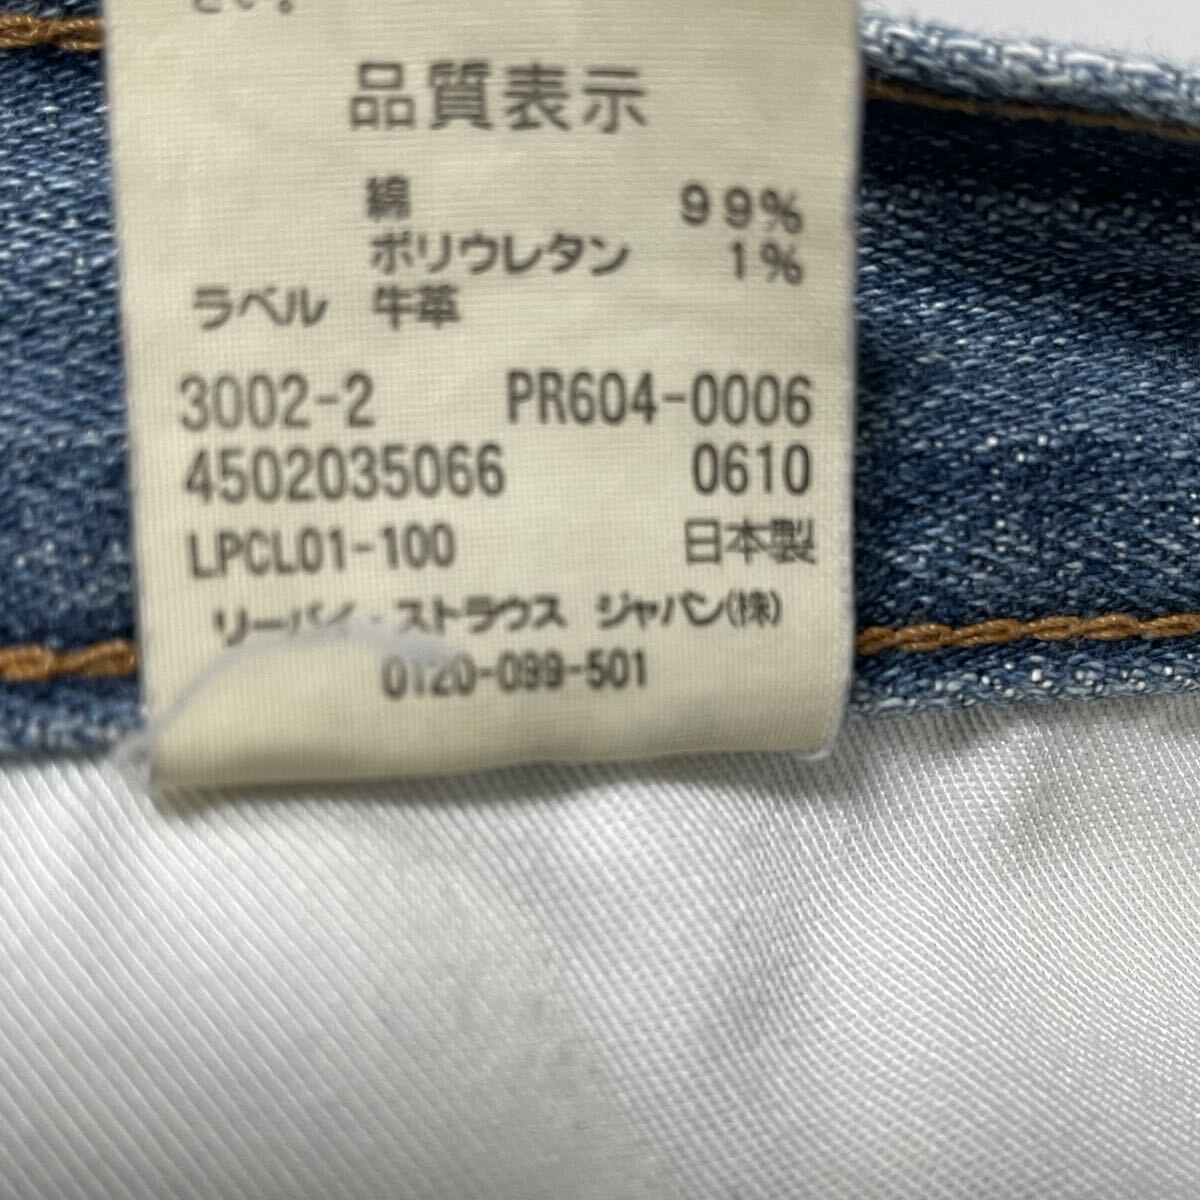 さい。
品質表示
綿 99%
ポリウレタン 1%
ラベル 牛革
3002-2 PR604-0006
4502035066 0610
LPCL01-100 日本製
リーバイ・ストラウス ジャパン(株)
0120-099-501